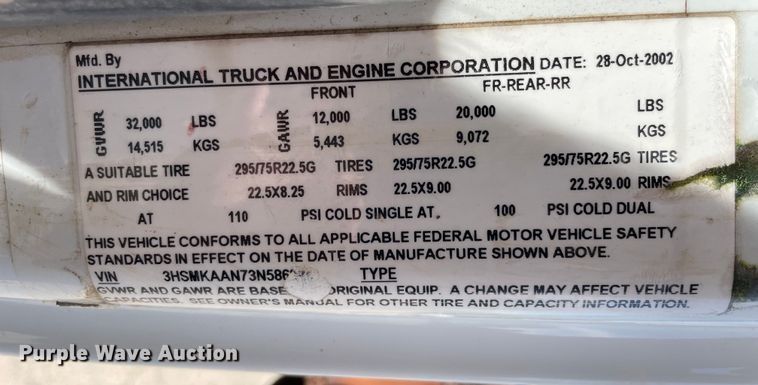 Mfd. By
INTERNATIONAL TRUCK AND ENGINE CORPORATION DATE: 28-Oct-2002
FRONT FR-REAR-RR
GVWR 32,000 LBS GAWR 12,000 LBS 20,000 LBS
14,515 KGS 5,443 KGS 9,072 KGS
A SUITABLE TIRE 295/75R22.5G TIRES 295/75R22.5G 295/75R22.5G TIRES
AND RIM CHOICE 22.5X8.25 RIMS 22.5X9.00 22.5X9.00 RIMS
AT 110 PSI COLD SINGLE AT, 100 PSI COLD DUAL
THIS VEHICLE CONFORMS TO ALL APPLICABLE FEDERAL MOTOR VEHICLE SAFETY
STANDARDS IN EFFECT ON THE DATE OF MANUFACTURE SHOWN ABOVE.
VIN 3HSMKAAN73N586 TYPE
GVWR AND GAWR ARE ORIGINAL EQUIP. A CHANGE MAY AFFECT VEHICLE
CAPACITIES. SEE OWNER'S MANUAL FOR OTHER TIRE AND CAPACITY INFORMATION.
Purple Wave Auction